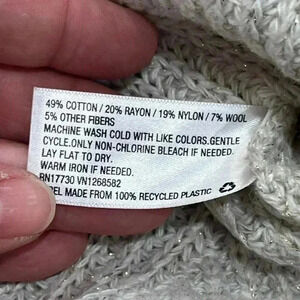 49% COTTON / 20% RAYON / 19% NYLON / 7% WOOL
5% OTHER FIBERS
MACHINE WASH COLD WITH LIKE COLORS.GENTLE
CYCLE.ONLY NON-CHLORINE BLEACH IF NEEDED.
LAY FLAT TO DRY.
WARM IRON IF NEEDED.
RN17730 VN1268582
MADE FROM 100% RECYCLED PLASTIC